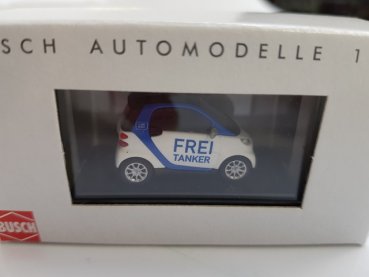 SCH AUTOMODELLE 1
FREI
TANKER
BUSCH